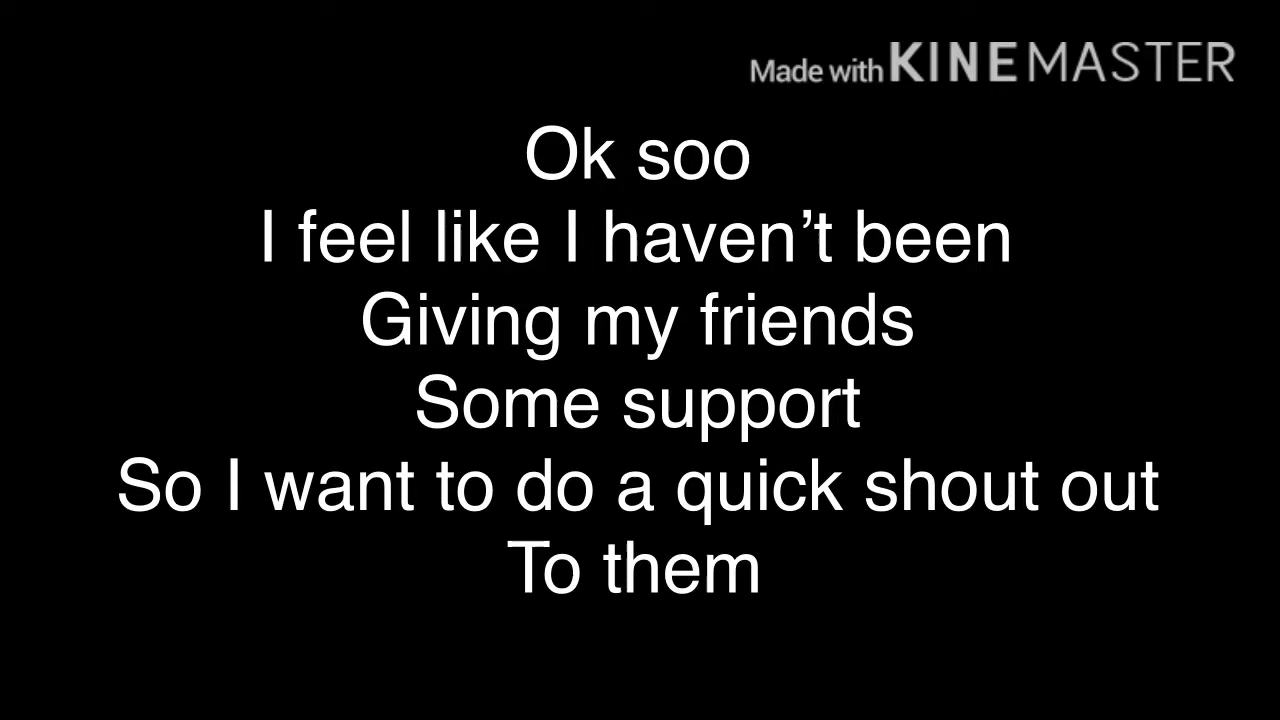 Made with KINEMASTER
Ok soo
I feel like I haven’t been
Giving my friends
Some support
So I want to do a quick shout out
To them